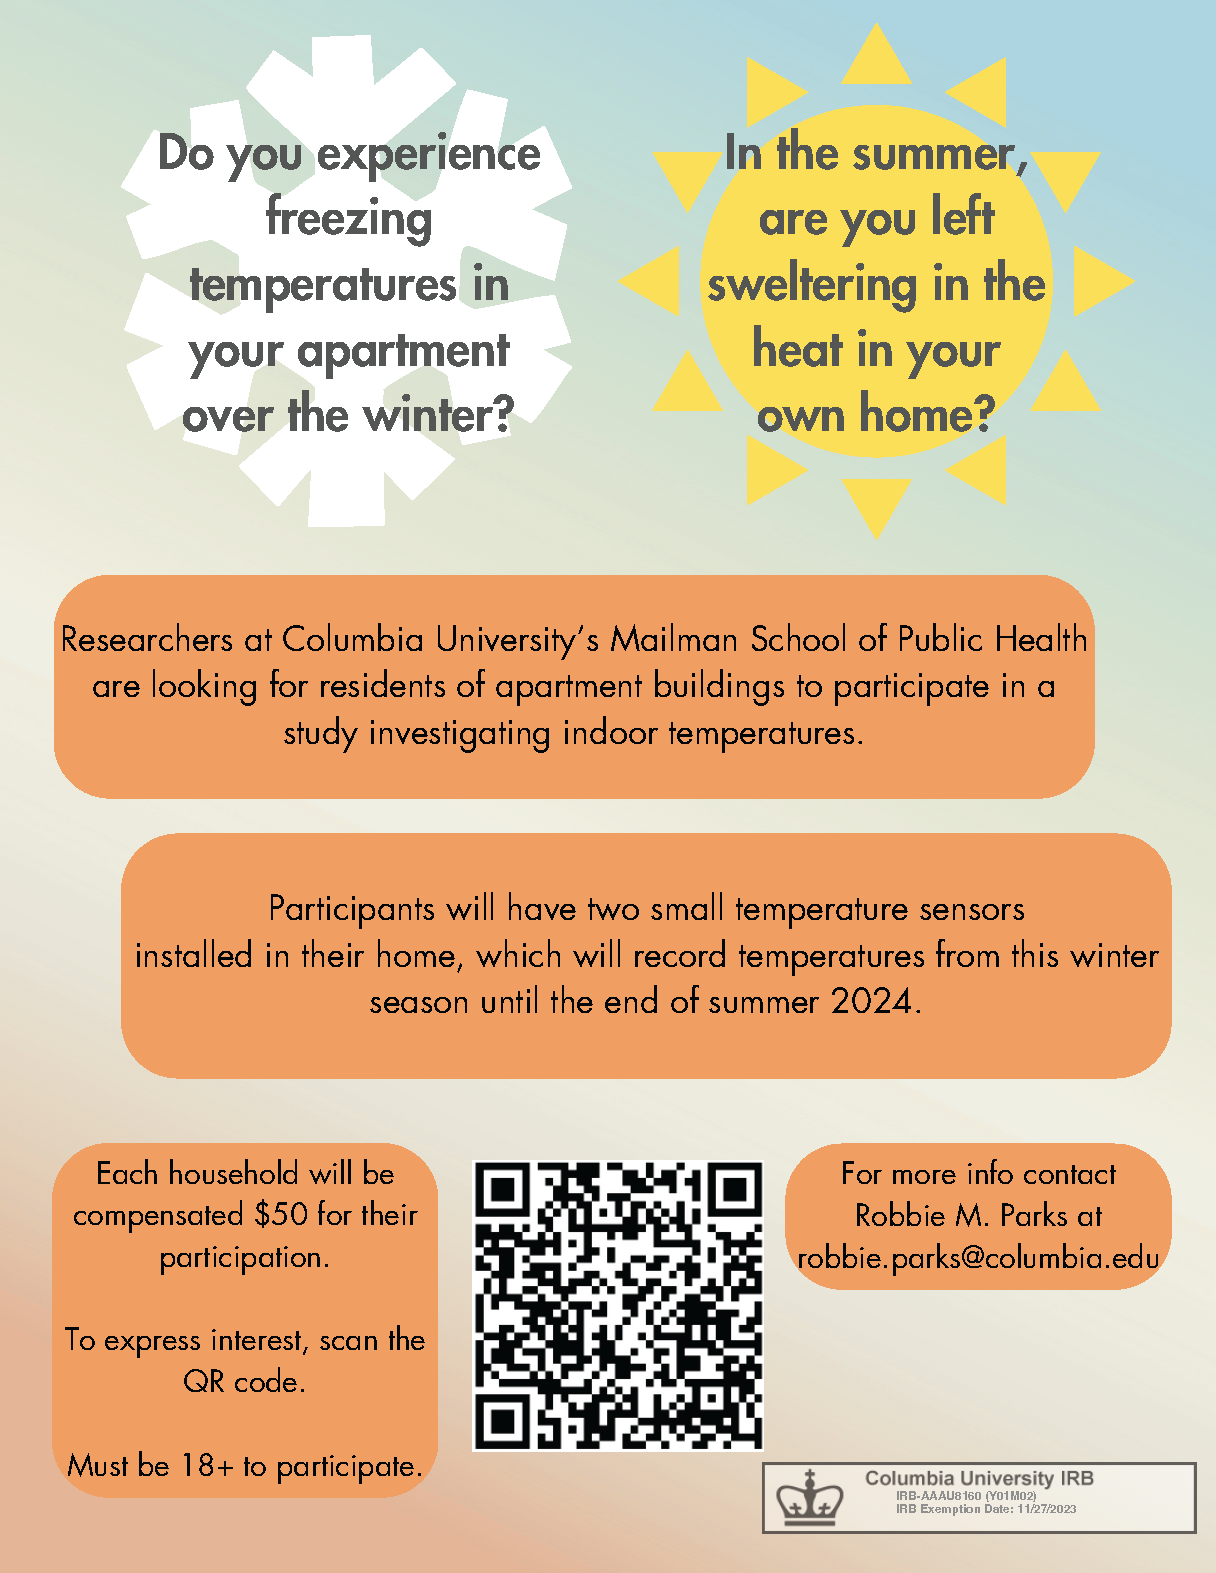 Do you experience
freezing
temperatures in
your apartment
over the winter?
In the summer,
are you left
sweltering in the
heat in your
own home?
Researchers at Columbia University's Mailman School of Public Health
are looking for residents of apartment buildings to participate in a
study investigating indoor temperatures.
Participants will have two small temperature sensors
installed in their home, which will record temperatures from this winter
season until the end of summer 2024.
Each household will be
compensated $50 for their
participation.
To express interest, scan the
QR code.
Must be 18+ to participate.
For more info contact
Robbie M. Parks at
robbie.parks@columbia.edu
Columbia University IRB
IRB-AAAU8160 (Y01M02)
IRB Exemption Date: 11/27/2023